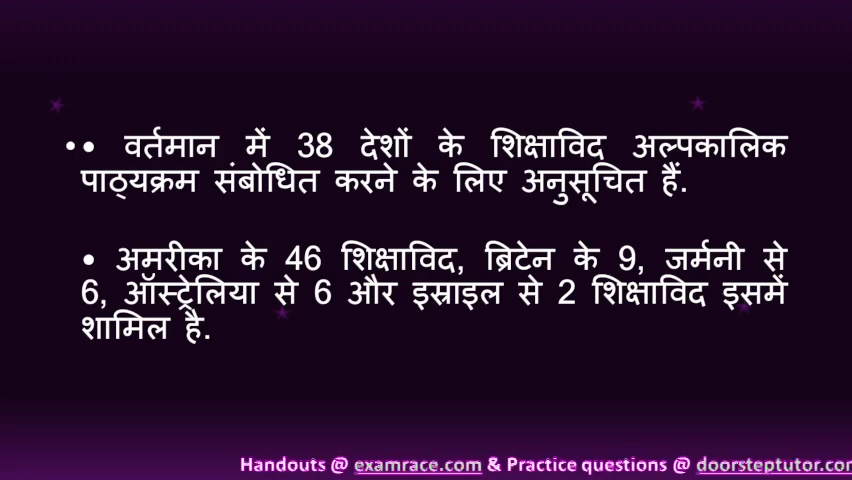 •• वर्तमान में 38 देशों के शिक्षाविद अल्पकालिक
पाठ्यक्रम संबोधित करने के लिए अनुसूचित हैं.
• अमरीका के 46 शिक्षाविद, ब्रिटेन के 9, जर्मनी से
6, ऑस्ट्रेलिया से 6 और इस्राइल से 2 शिक्षाविद इसमें
शामिल है.
Handouts @ examrace.com & Practice questions @ doorsteptutor.com